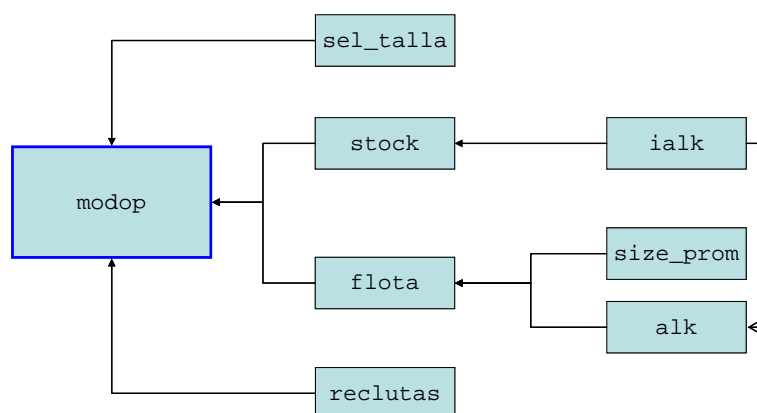 sel_talla
stock
ialk
modop
size_prom
flota
alk
reclutas